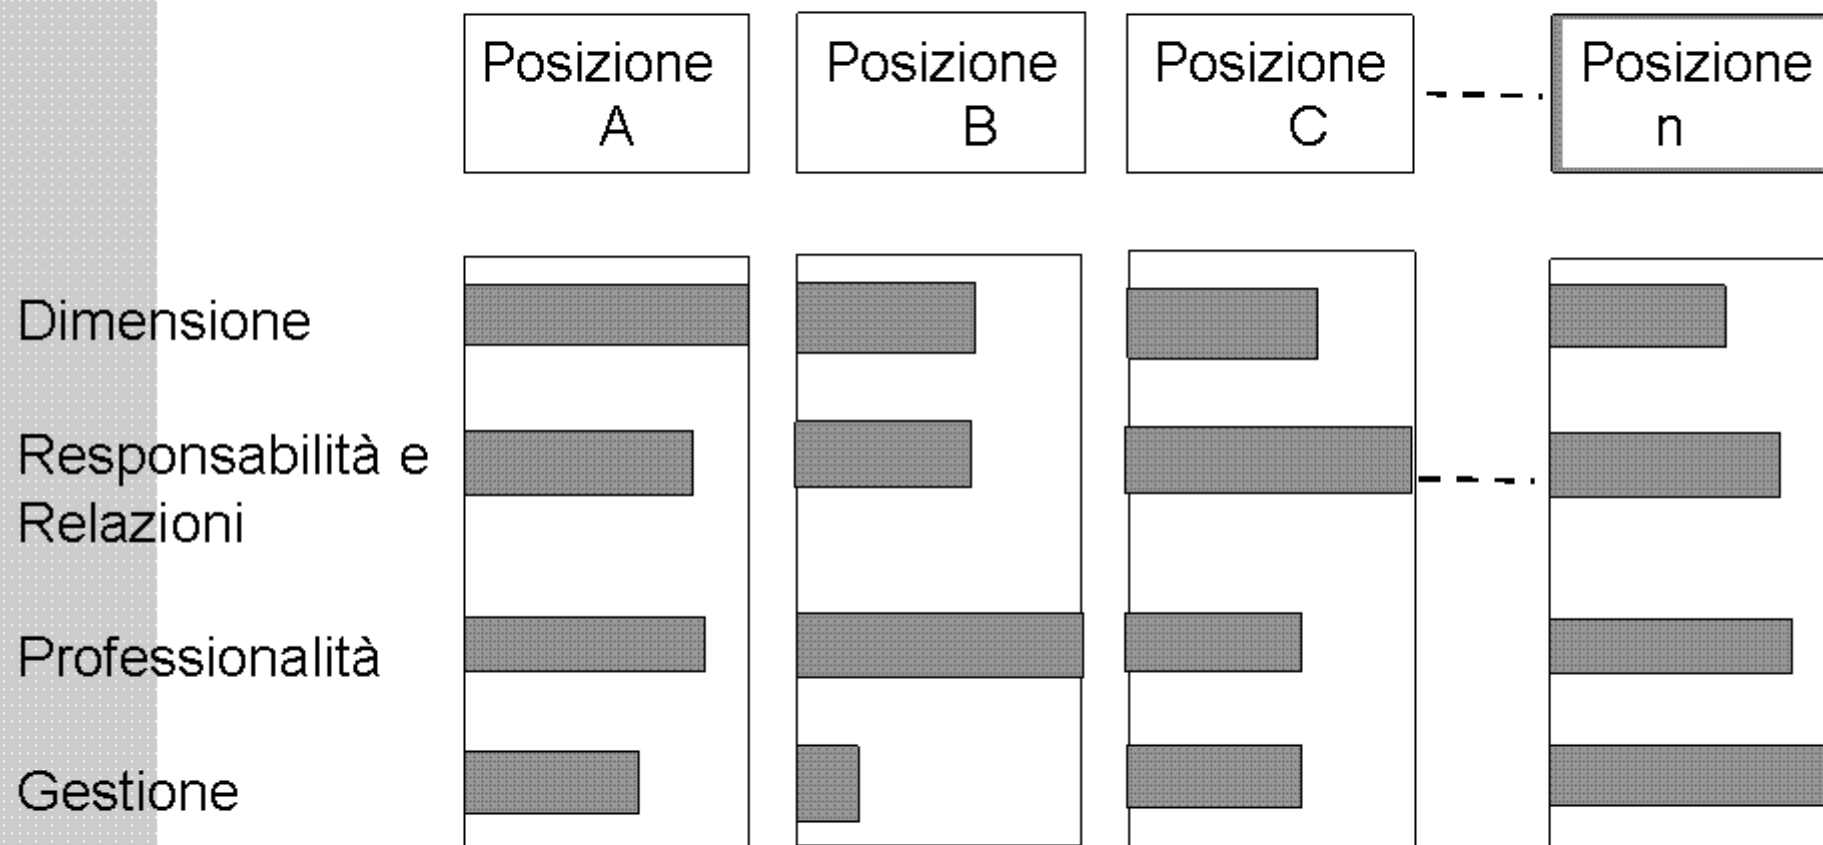 Posizione
A
Posizione
B
Posizione
C
Posizione
n
Dimensione
Responsabilità e
Relazioni
Professionalità
Gestione